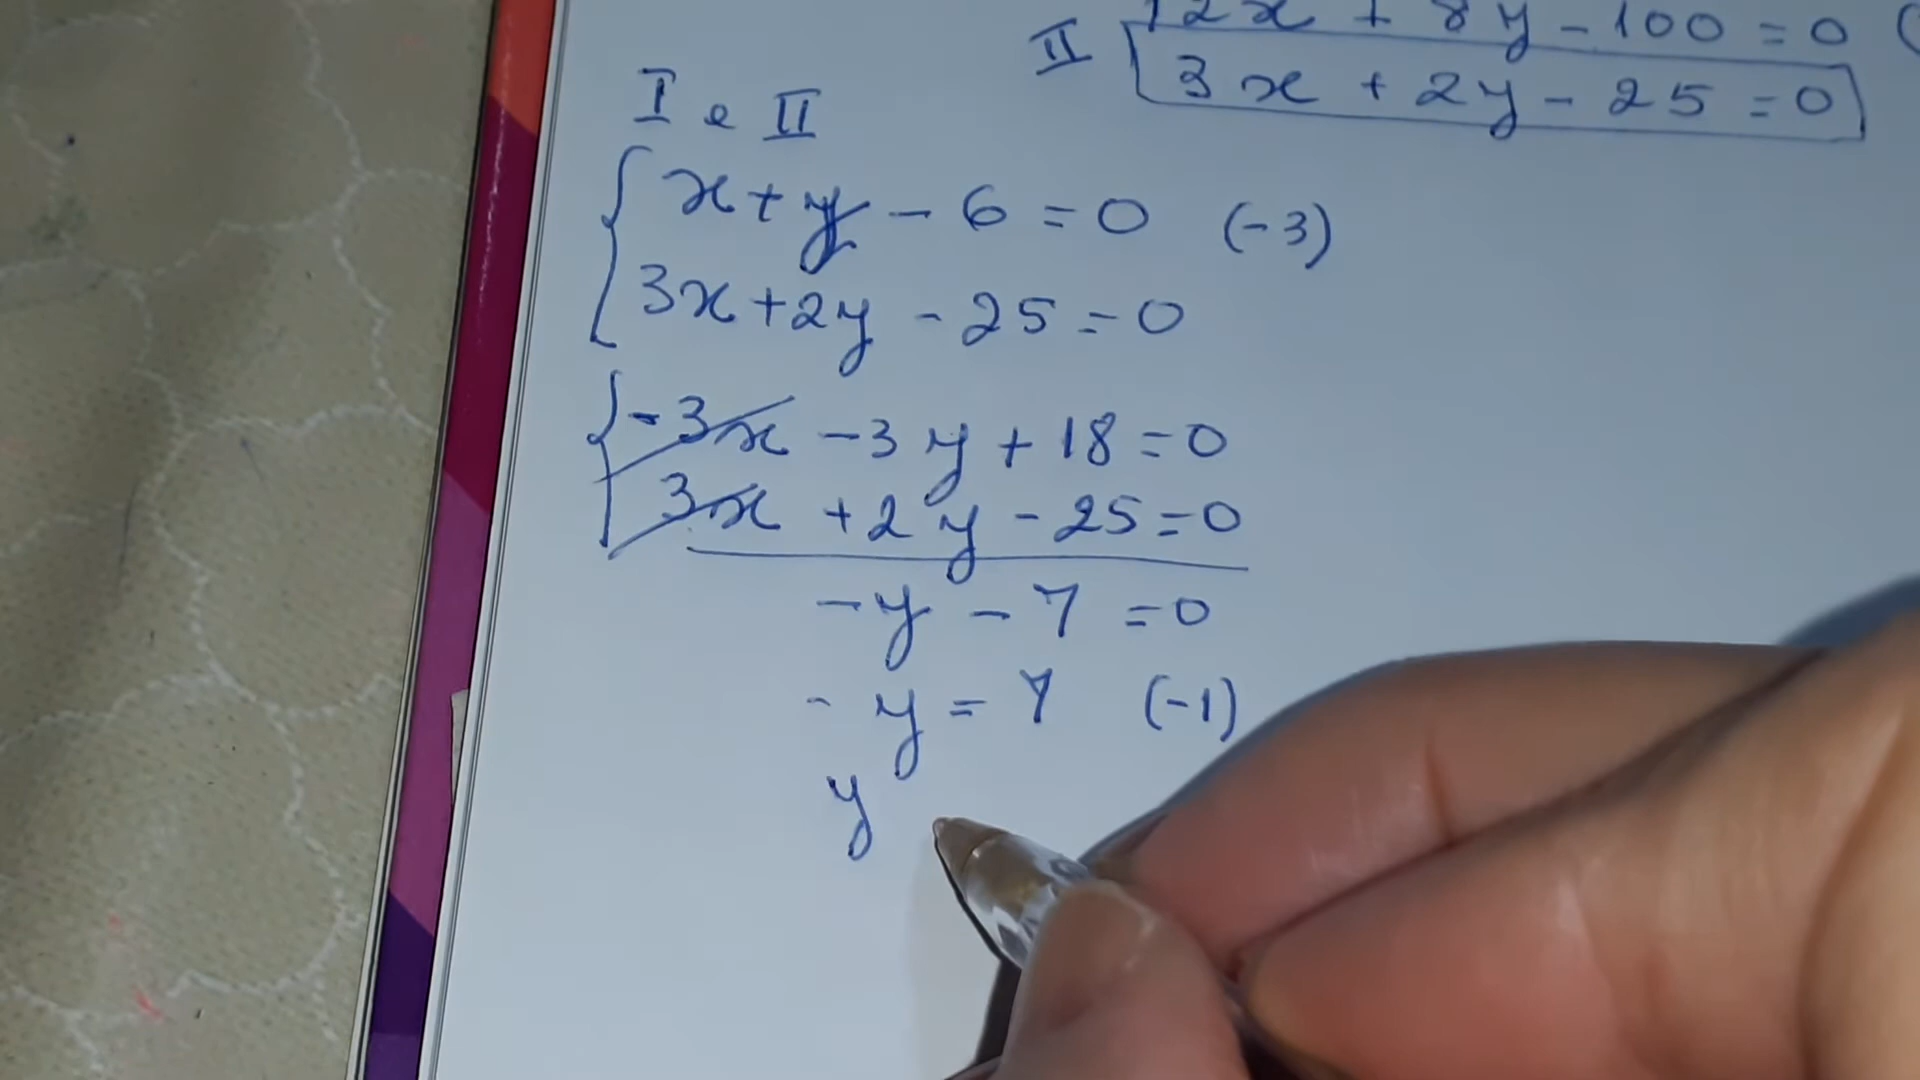 12x + 8y - 100 = 0 (
II 3x + 2y - 25 = 0
I e II
x + y - 6 = 0 (-3)
3x + 2y - 25 = 0
-3x - 3y + 18 = 0
3x + 2y - 25 = 0
-y - 7 = 0
- y = 7 (-1)
y